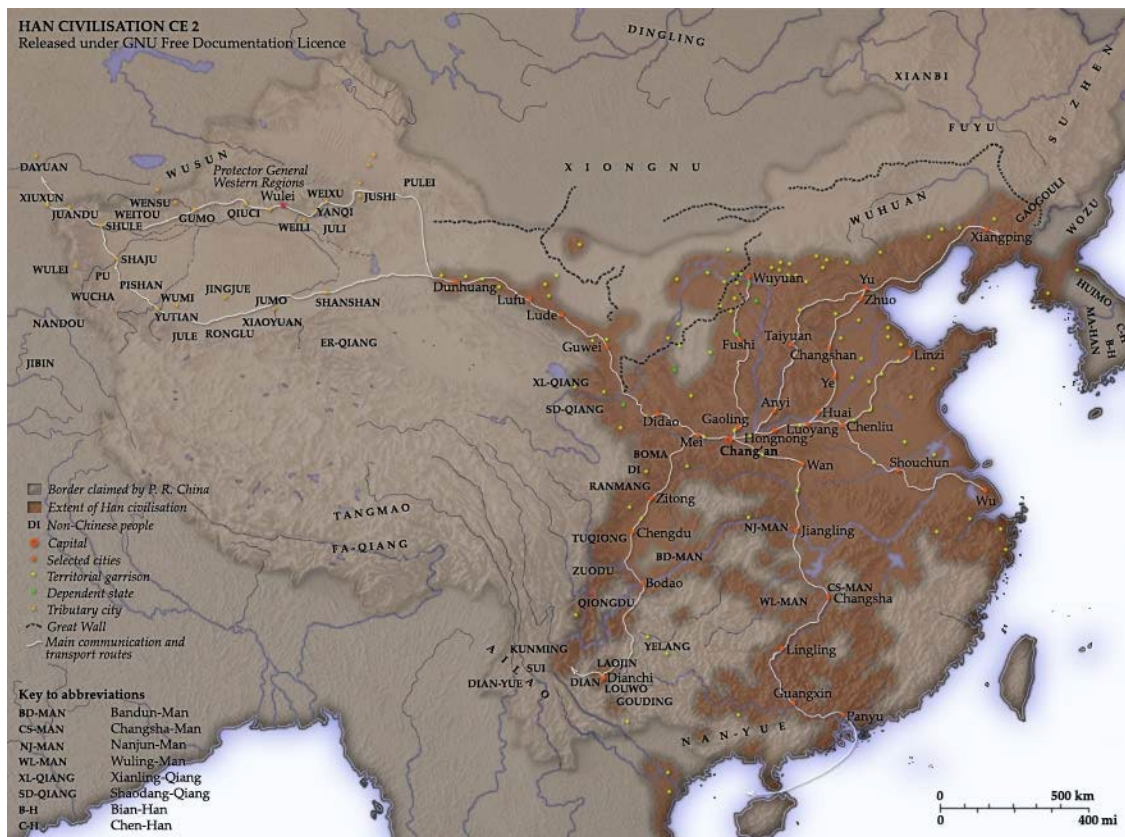 HAN CIVILISATION CE 2
Released under GNU Free Documentation Licence
DINGLING
XIANBI
SUZHEN
FUYU
XIONGNU
WUHUAN
GAOGOULI
WOZU
Xiangping
HUIMO
MA-HAN
B-H
C-H
DAYUAN
WUSUN
Protector General
Western Regions
Wulei
WEIXU
PULEI
JUSHI
XIUXUN
JUANDU
WENSU
WEITOU
SHULE
GUMO
QIUCI
YANQI
WEILI
JULI
SHAJU
WULEI
PU
PISHAN
WUCHA
WUMI
JINGJUE
JUMO
SHANSHAN
YUTIAN
XIAOYUAN
JULE
RONGLU
NANDOU
JIBIN
ER-QIANG
Dunhuang
Lufu
Lude
Guwei
Wuyuan
Yu
Zhuo
Fushi
Taiyuan
Changshan
Linzi
Ye
XL-QIANG
SD-QIANG
Anyi
Huai
Didao
Gaoling
Luoyang
Chenliu
Mei
Hongnong
Chang'an
BOMA
DI
Wan
Shouchun
RANMANG
Zitong
Wu
TANGMAO
FA-QIANG
TUQIONG
Chengdu
NJ-MAN
Jiangling
BD-MAN
ZUODU
Bodao
QIONGDU
CS-MAN
WL-MAN
Changsha
KUNMING
YELANG
Lingling
SUI
AILAO
LAOJIN
DIAN-YUE
DIAN
Dianchi
LOUWO
GOUDING
Guangxin
Panyu
NAN-YUE
Border claimed by P. R. China
Extent of Han civilisation
DI Non-Chinese people
Capital
Selected cities
Territorial garrison
Dependent state
Tributary city
Great Wall
Main communication and
transport routes
Key to abbreviations
BD-MAN Bandun-Man
CS-MAN Changsha-Man
NJ-MAN Nanjun-Man
WL-MAN Wuling-Man
XL-QIANG Xianling-Qiang
SD-QIANG Shaodang-Qiang
B-H Bian-Han
C-H Chen-Han
0 500 km
0 400 mi